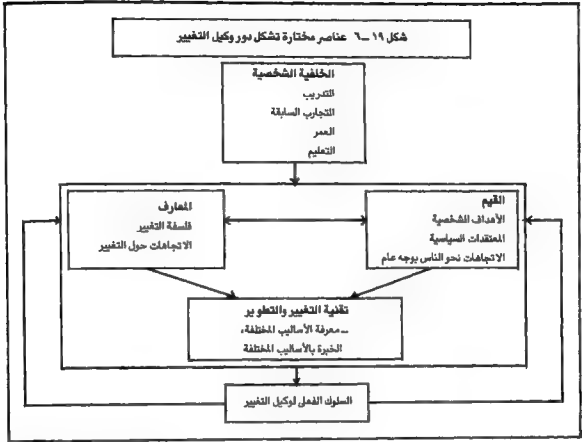 شكل ١٩ – ٦ عناصر مختارة تشكل دور وكيل التغيير
الخلفية الشخصية
التدريب
التجارب السابقة
العمر
التعليم
القيم
الأهداف الشخصية
المعتقدات السياسية
الاتجاهات نحو الناس بوجه عام
المعارف
فلسفة التغيير
الاتجاهات حول التغيير
تقنية التغيير والتطوير
– معرفة الأساليب المختلفة،
الخبرة بالأساليب المختلفة
السلوك الفعلى لوكيل التغيير